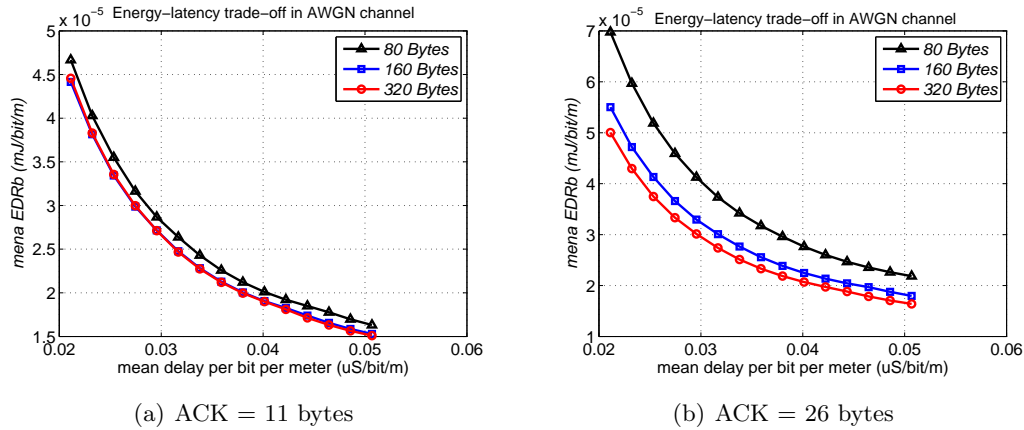 x 10^-5 Energy−latency trade−off in AWGN channel
5
4.5
4
3.5
3
2.5
2
1.5
0.02 0.03 0.04 0.05 0.06
mena EDRb (mJ/bit/m)
mean delay per bit per meter (uS/bit/m)
80 Bytes
160 Bytes
320 Bytes
(a) ACK = 11 bytes
x 10^-5 Energy−latency trade−off in AWGN channel
7
6
5
4
3
2
1
0.02 0.03 0.04 0.05 0.06
mena EDRb (mJ/bit/m)
mean delay per bit per meter (uS/bit/m)
80 Bytes
160 Bytes
320 Bytes
(b) ACK = 26 bytes